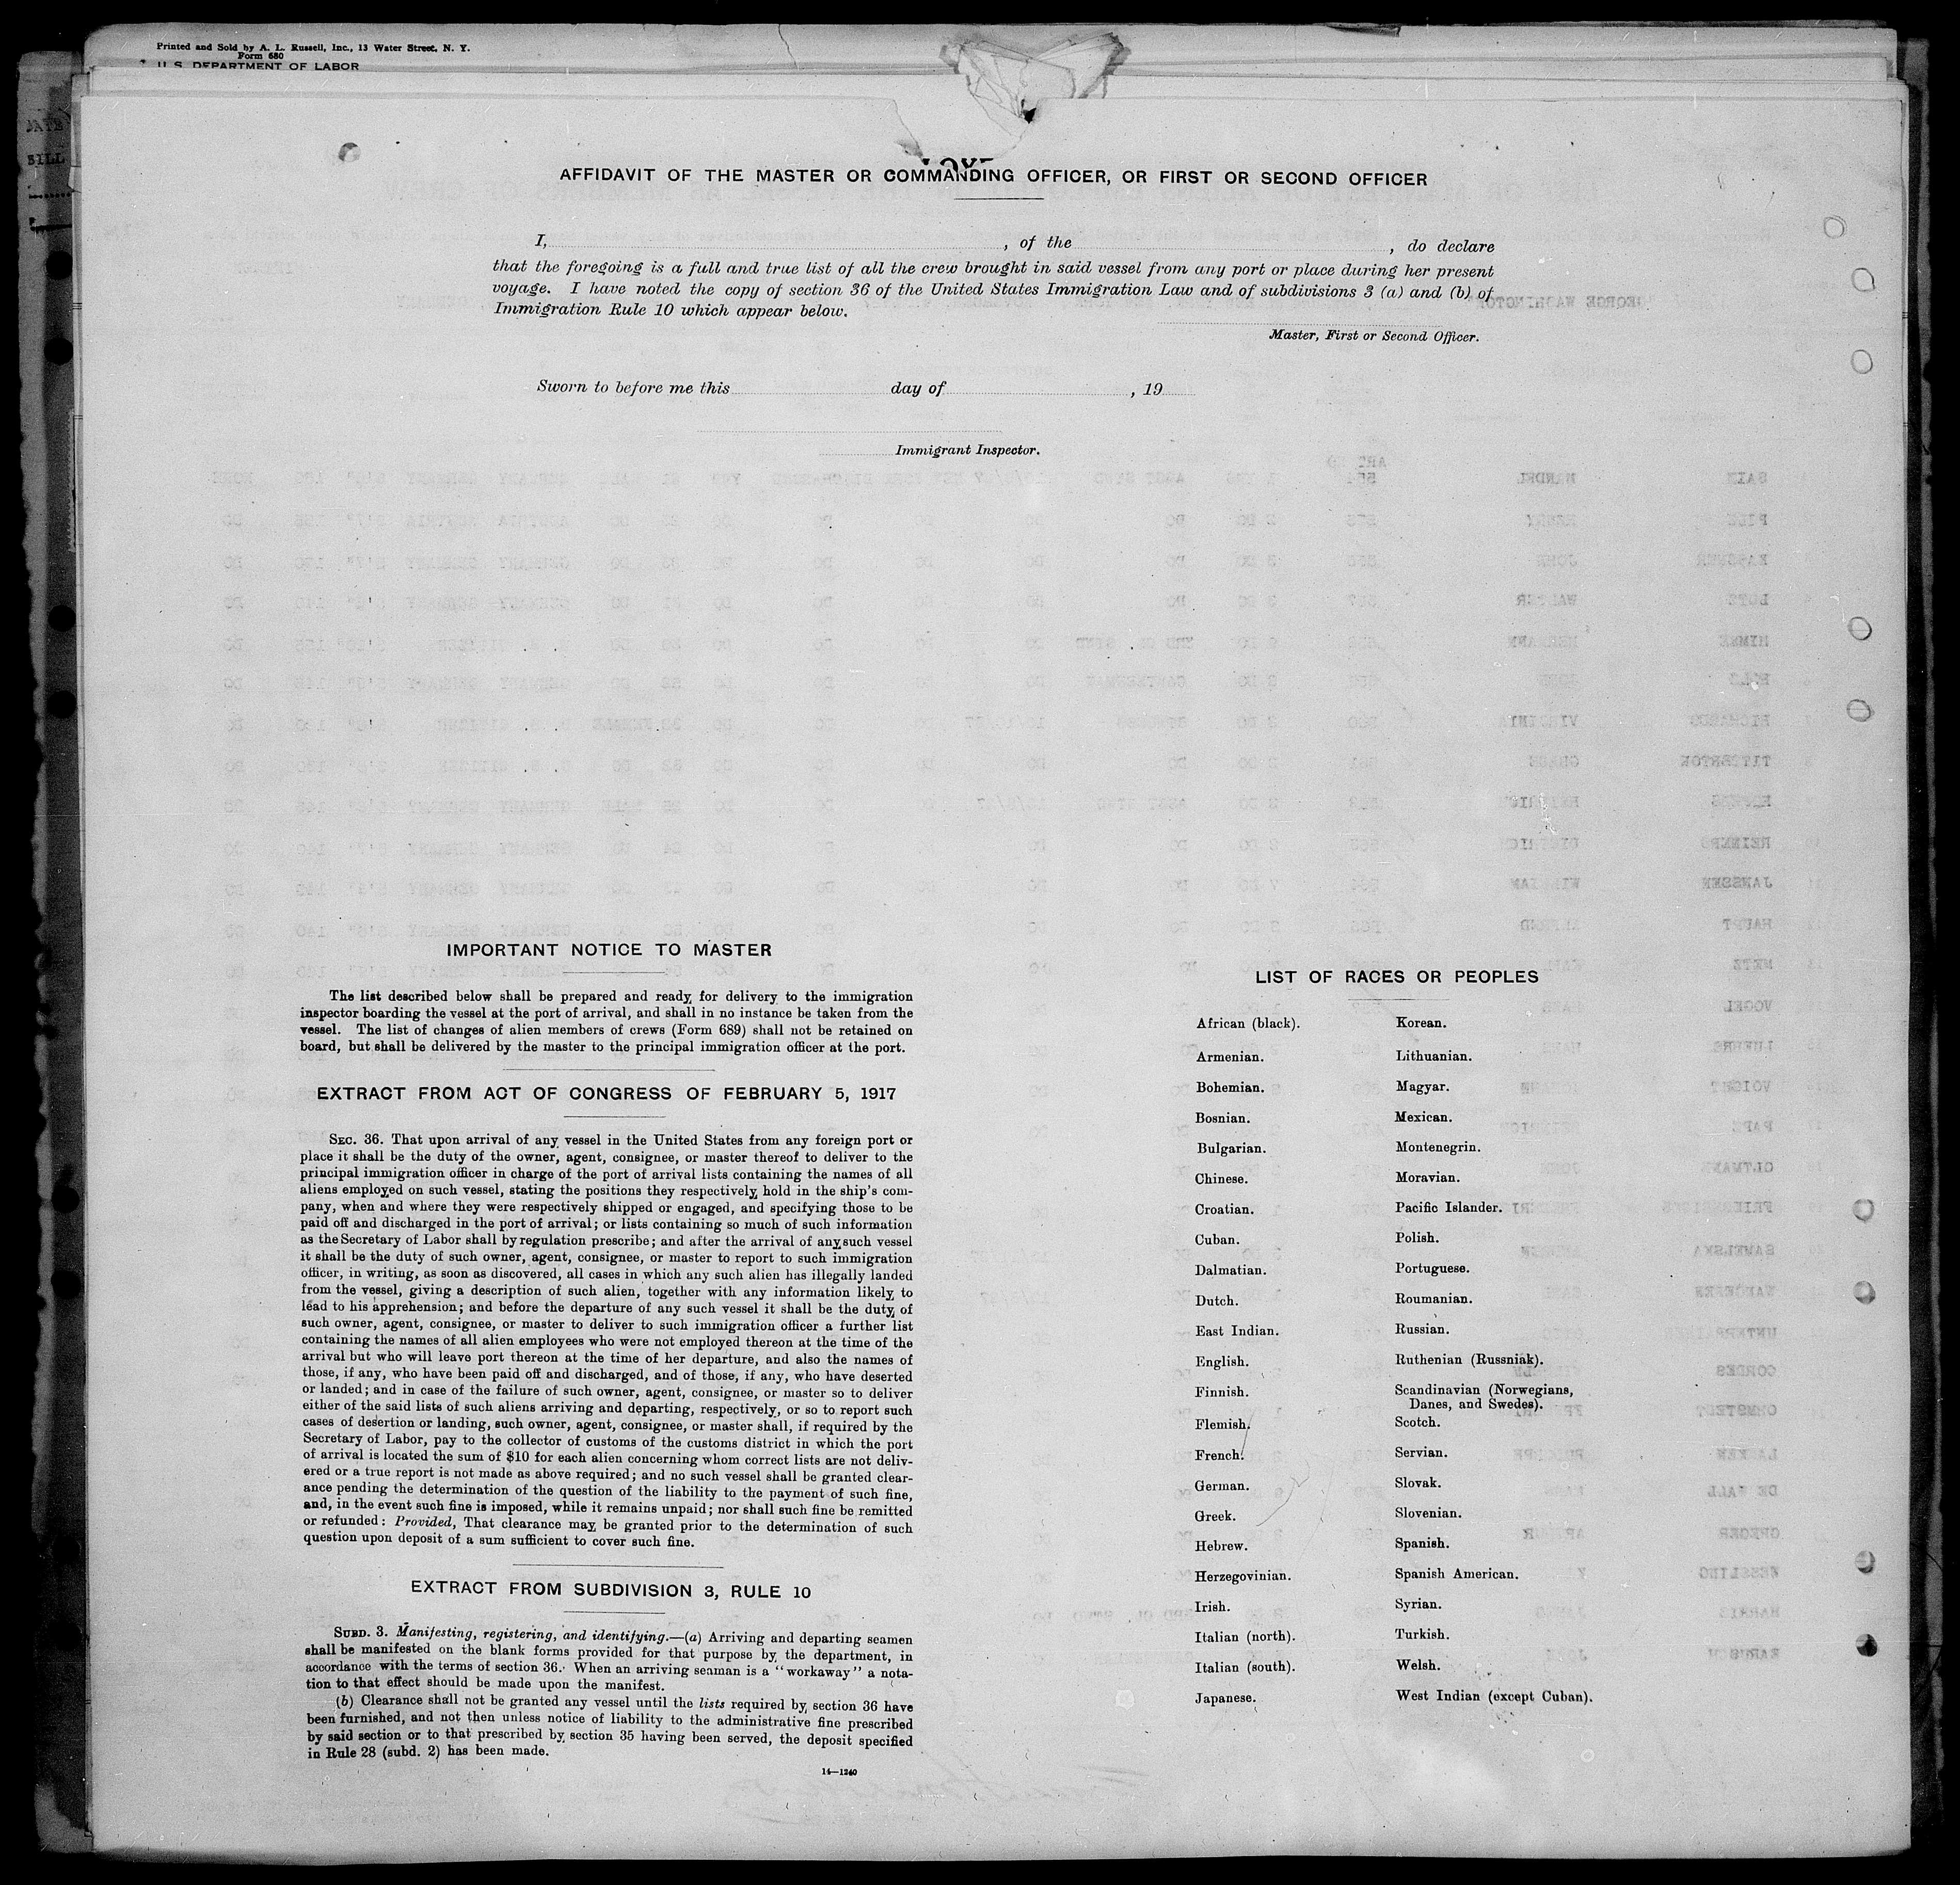 Printed and Sold by A. L. Russell, Inc., 13 Water Street, N. Y.
Form 680
U. S. DEPARTMENT OF LABOR
AFFIDAVIT OF THE MASTER OR COMMANDING OFFICER, OR FIRST OR SECOND OFFICER
I, , of the , do declare
that the foregoing is a full and true list of all the crew brought in said vessel from any port or place during her present
voyage. I have noted the copy of section 36 of the United States Immigration Law and of subdivisions 3 (a) and (b) of
Immigration Rule 10 which appear below.
Master, First or Second Officer.
Sworn to before me this day of , 19
Immigrant Inspector.
IMPORTANT NOTICE TO MASTER
The list described below shall be prepared and ready for delivery to the immigration
inspector boarding the vessel at the port of arrival, and shall in no instance be taken from the
vessel. The list of changes of alien members of crews (Form 689) shall not be retained on
board, but shall be delivered by the master to the principal immigration officer at the port.
EXTRACT FROM ACT OF CONGRESS OF FEBRUARY 5, 1917
SEC. 36. That upon arrival of any vessel in the United States from any foreign port or
place it shall be the duty of the owner, agent, consignee, or master thereof to deliver to the
principal immigration officer in charge of the port of arrival lists containing the names of all
aliens employed on such vessel, stating the positions they respectively hold in the ship's com-
pany, when and where they were respectively shipped or engaged, and specifying those to be
paid off and discharged in the port of arrival; or lists containing so much of such information
as the Secretary of Labor shall by regulation prescribe; and after the arrival of any such vessel
it shall be the duty of such owner, agent, consignee, or master to report to such immigration
officer, in writing, as soon as discovered, all cases in which any such alien has illegally landed
from the vessel, giving a description of such alien, together with any information likely to
lead to his apprehension; and before the departure of any such vessel it shall be the duty of
such owner, agent, consignee, or master to deliver to such immigration officer a further list
containing the names of all alien employees who were not employed thereon at the time of the
arrival but who will leave port thereon at the time of her departure, and also the names of
those, if any, who have been paid off and discharged, and of those, if any, who have deserted
or landed; and in case of the failure of such owner, agent, consignee, or master so to deliver
either of the said lists of such aliens arriving and departing, respectively, or so to report such
cases of desertion or landing, such owner, agent, consignee, or master shall, if required by the
Secretary of Labor, pay to the collector of customs of the customs district in which the port
of arrival is located the sum of $10 for each alien concerning whom correct lists are not deliv-
ered or a true report is not made as above required; and no such vessel shall be granted clear-
ance pending the determination of the question of the liability to the payment of such fine,
and, in the event such fine is imposed, while it remains unpaid; nor shall such fine be remitted
or refunded: Provided, That clearance may be granted prior to the determination of such
question upon deposit of a sum sufficient to cover such fine.
EXTRACT FROM SUBDIVISION 3, RULE 10
SUBD. 3. Manifesting, registering, and identifying.—(a) Arriving and departing seamen
shall be manifested on the blank forms provided for that purpose by the department, in
accordance with the terms of section 36. When an arriving seaman is a "workaway" a nota-
tion to that effect should be made upon the manifest.
(b) Clearance shall not be granted any vessel until the lists required by section 36 have
been furnished, and not then unless notice of liability to the administrative fine prescribed
by said section or to that prescribed by section 35 having been served, the deposit specified
in Rule 28 (subd. 2) has been made.
14—1240
LIST OF RACES OR PEOPLES
African (black).
Armenian.
Bohemian.
Bosnian.
Bulgarian.
Chinese.
Croatian.
Cuban.
Dalmatian.
Dutch.
East Indian.
English.
Finnish.
Flemish.
French.
German.
Greek.
Hebrew.
Herzegovinian.
Irish.
Italian (north).
Italian (south).
Japanese.
Korean.
Lithuanian.
Magyar.
Mexican.
Montenegrin.
Moravian.
Pacific Islander.
Polish.
Portuguese.
Roumanian.
Russian.
Ruthenian (Russniak).
Scandinavian (Norwegians,
Danes, and Swedes).
Scotch.
Servian.
Slovak.
Slovenian.
Spanish.
Spanish American.
Syrian.
Turkish.
Welsh.
West Indian (except Cuban).